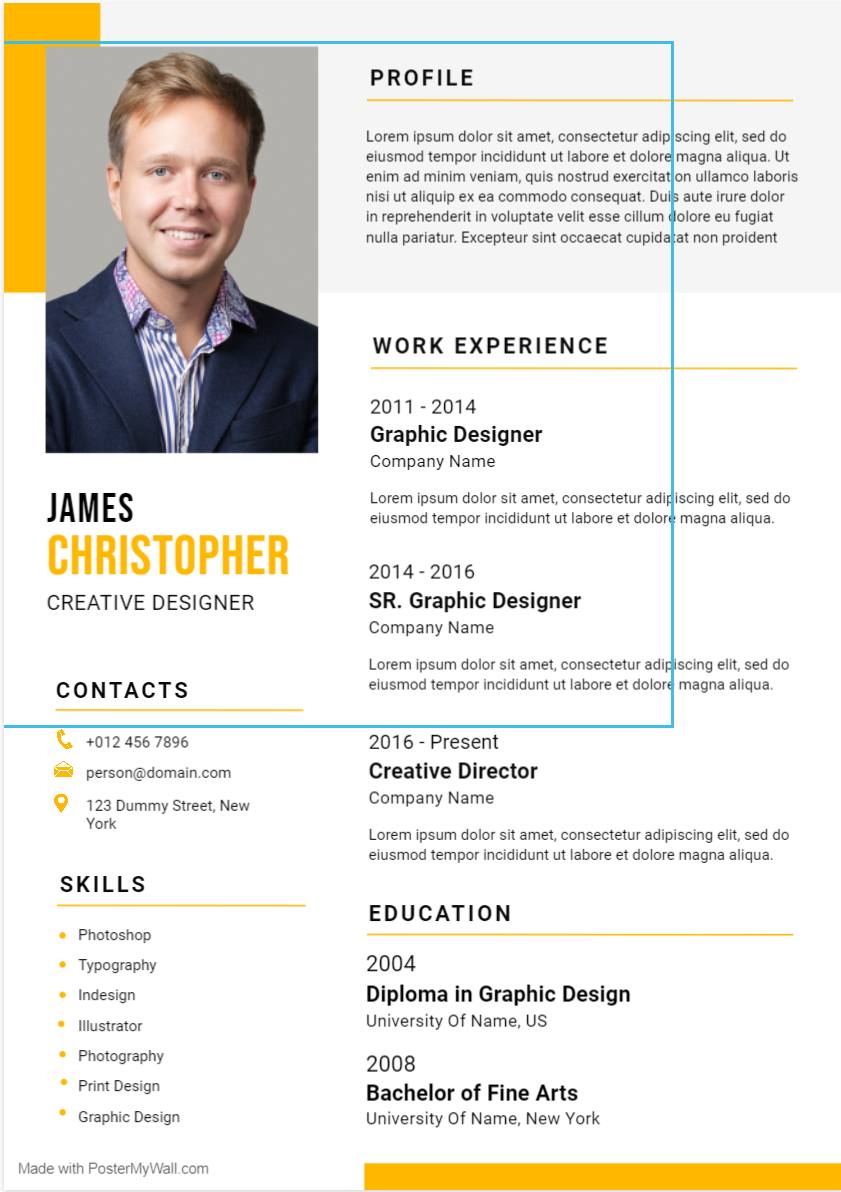 JAMES
CHRISTOPHER
CREATIVE DESIGNER
CONTACTS
+012 456 7896
person@domain.com
123 Dummy Street, New
York
SKILLS
Photoshop
Typography
Indesign
Illustrator
Photography
Print Design
Graphic Design
Made with PosterMyWall.com
PROFILE
Lorem ipsum dolor sit amet, consectetur adipiscing elit, sed do
eiusmod tempor incididunt ut labore et dolore magna aliqua. Ut
enim ad minim veniam, quis nostrud exercitation ullamco laboris
nisi ut aliquip ex ea commodo consequat. Duis aute irure dolor
in reprehenderit in voluptate velit esse cillum dolore eu fugiat
nulla pariatur. Excepteur sint occaecat cupidatat non proident
WORK EXPERIENCE
2011 - 2014
Graphic Designer
Company Name
Lorem ipsum dolor sit amet, consectetur adipiscing elit, sed do
eiusmod tempor incididunt ut labore et dolore magna aliqua.
2014 - 2016
SR. Graphic Designer
Company Name
Lorem ipsum dolor sit amet, consectetur adipiscing elit, sed do
eiusmod tempor incididunt ut labore et dolore magna aliqua.
2016 - Present
Creative Director
Company Name
Lorem ipsum dolor sit amet, consectetur adipiscing elit, sed do
eiusmod tempor incididunt ut labore et dolore magna aliqua.
EDUCATION
2004
Diploma in Graphic Design
University Of Name, US
2008
Bachelor of Fine Arts
University Of Name, New York